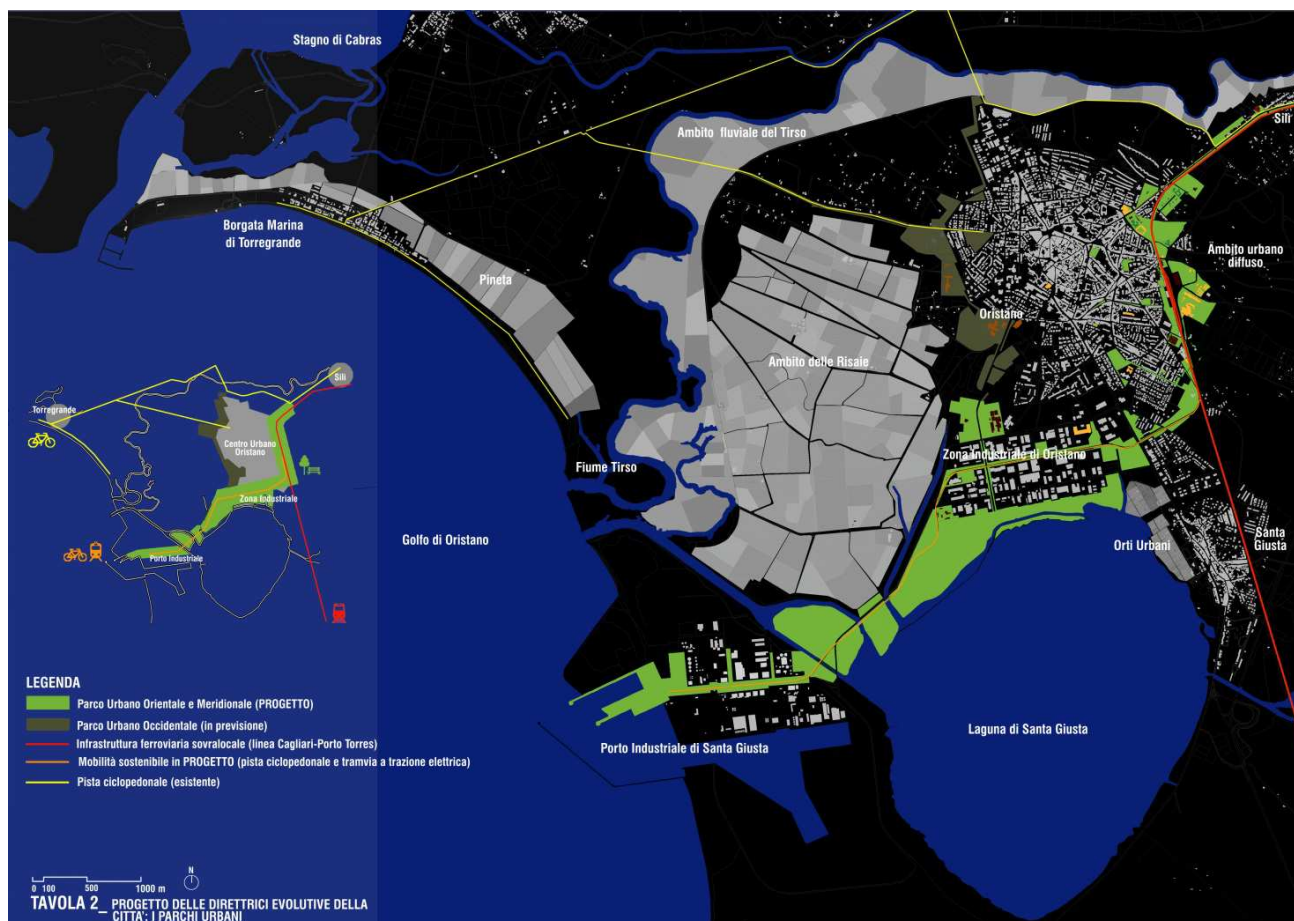 Stagno di Cabras
Ambito fluviale del Tirso
Silì
Borgata Marina
di Torregrande
Ambito urbano
diffuso
Pineta
Oristano
Ambito delle Risaie
Torregrande
Silì
Centro Urbano
Oristano
Zona Industriale
Porto Industriale
Fiume Tirso
Zona Industriale di Oristano
Golfo di Oristano
Orti Urbani
Santa
Giusta
Laguna di Santa Giusta
Porto Industriale di Santa Giusta
LEGENDA
Parco Urbano Orientale e Meridionale (PROGETTO)
Parco Urbano Occidentale (in previsione)
Infrastruttura ferroviaria sovralocale (linea Cagliari-Porto Torres)
Mobilità sostenibile in PROGETTO (pista ciclopedonale e tramvia a trazione elettrica)
Pista ciclopedonale (esistente)
N
0 100 500 1000 m
TAVOLA 2_ PROGETTO DELLE DIRETTRICI EVOLUTIVE DELLA
CITTA': I PARCHI URBANI